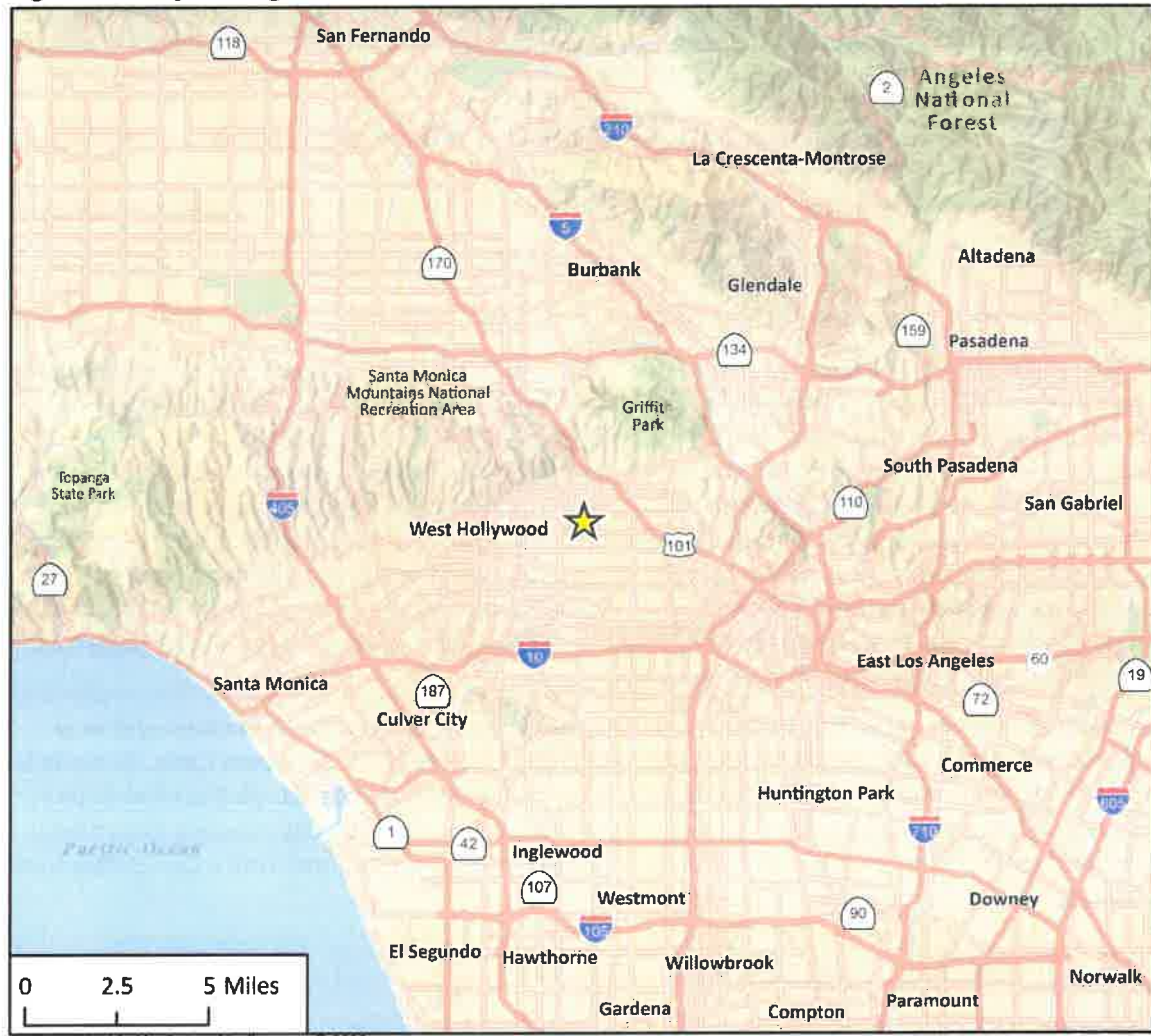 San Fernando
118
2
Angeles
National
Forest
210
La Crescenta-Montrose
5
170
Burbank
Altadena
Glendale
159
134
Pasadena
Santa Monica
Mountains National
Recreation Area
Griffit
Park
South Pasadena
Topanga
State Park
405
110
San Gabriel
West Hollywood
101
27
10
East Los Angeles
60
Santa Monica
187
19
72
Culver City
Commerce
Huntington Park
605
710
1
42
Inglewood
Pacific Ocean
107
Westmont
Downey
90
105
El Segundo
Hawthorne
Willowbrook
Norwalk
0 2.5 5 Miles
Gardena
Compton
Paramount